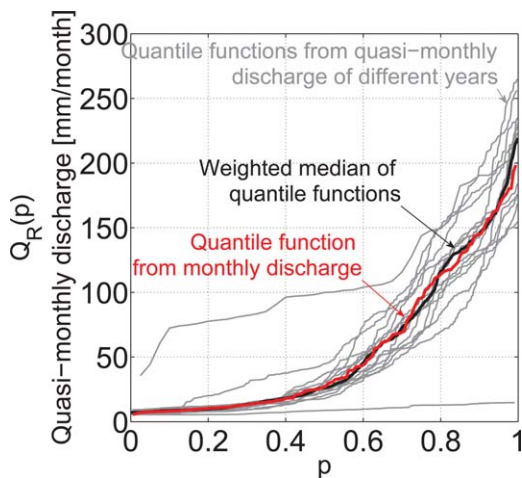 300
250
200
150
100
50
0
0
0.2
0.4
0.6
0.8
1
p
Q_R(p)
Quasi−monthly discharge [mm/month]
Quantile functions from quasi−monthly
discharge of different years
Weighted median of
quantile functions
Quantile function
from monthly discharge